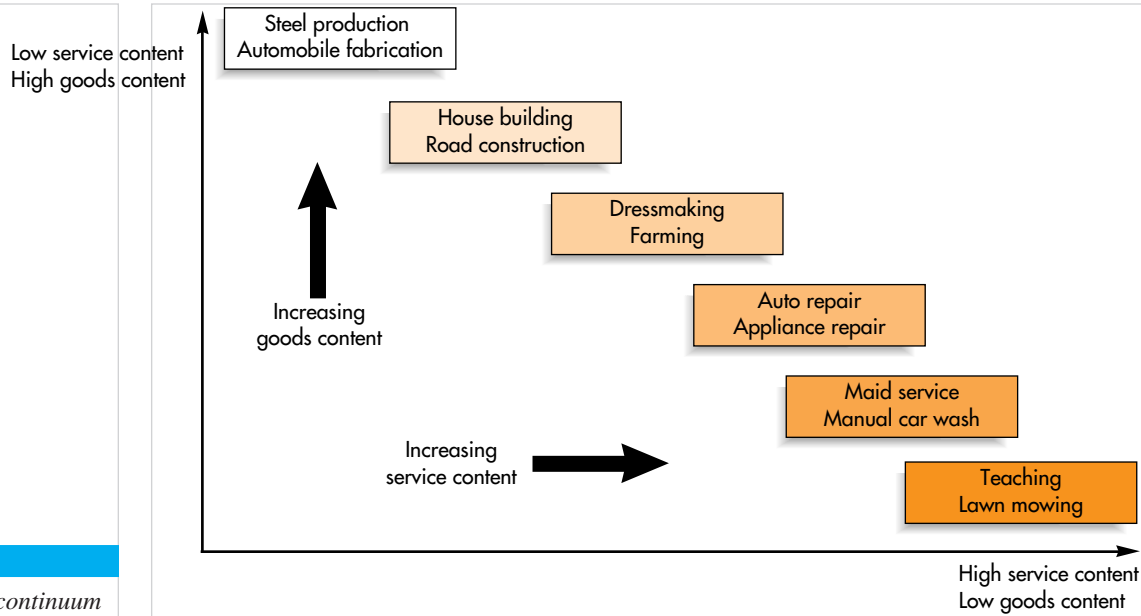 Low service content
High goods content
Steel production
Automobile fabrication
House building
Road construction
Dressmaking
Farming
Increasing
goods content
Auto repair
Appliance repair
Maid service
Manual car wash
Increasing
service content
Teaching
Lawn mowing
High service content
Low goods content
continuum